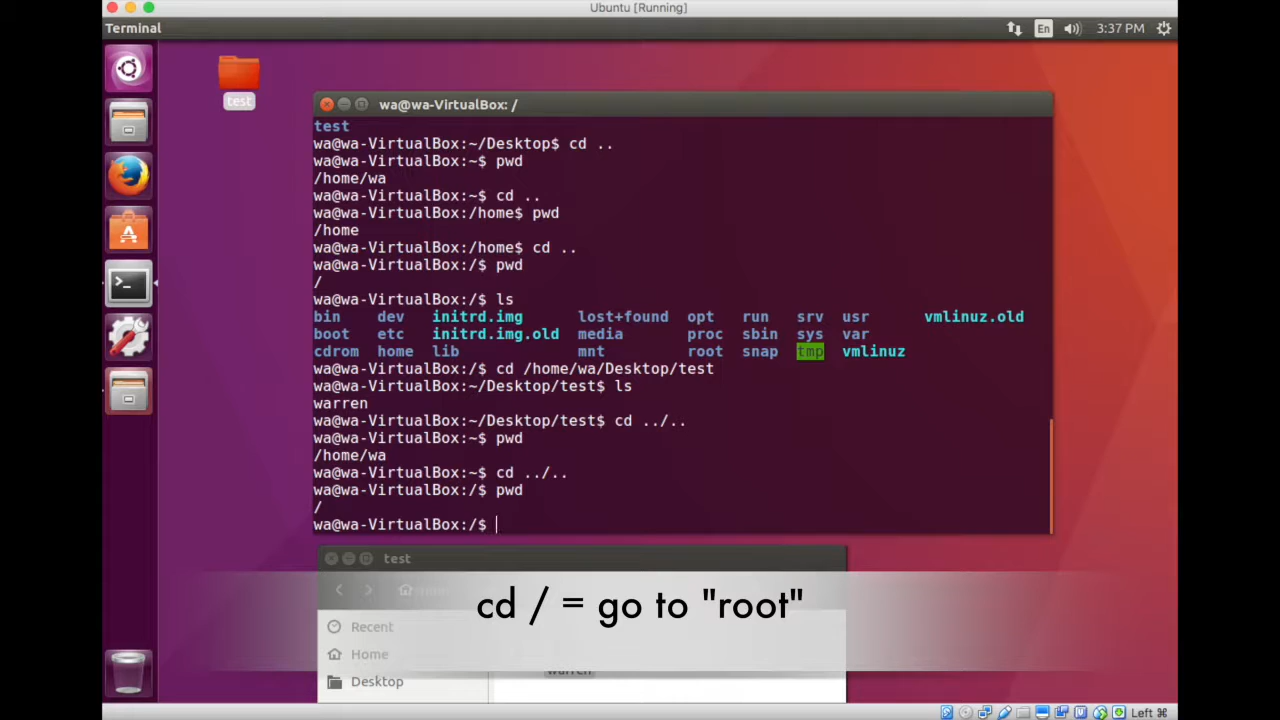 Ubuntu [Running]
Terminal
En
3:37 PM
test
wa@wa-VirtualBox: /
test
wa@wa-VirtualBox:~/Desktop$ cd ..
wa@wa-VirtualBox:~$ pwd
/home/wa
wa@wa-VirtualBox:~$ cd ..
wa@wa-VirtualBox:/home$ pwd
/home
wa@wa-VirtualBox:/home$ cd ..
wa@wa-VirtualBox:/$ pwd
/
wa@wa-VirtualBox:/$ ls
bin dev initrd.img lost+found opt run srv usr vmlinuz.old
boot etc initrd.img.old media proc sbin sys var
cdrom home lib mnt root snap tmp vmlinuz
wa@wa-VirtualBox:/$ cd /home/wa/Desktop/test
wa@wa-VirtualBox:~/Desktop/test$ ls
warren
wa@wa-VirtualBox:~/Desktop/test$ cd ../..
wa@wa-VirtualBox:~$ pwd
/home/wa
wa@wa-VirtualBox:~$ cd ../..
wa@wa-VirtualBox:/$ pwd
/
wa@wa-VirtualBox:/$
test
cd / = go to "root"
Recent
Home
Desktop
warren
Left ⌘